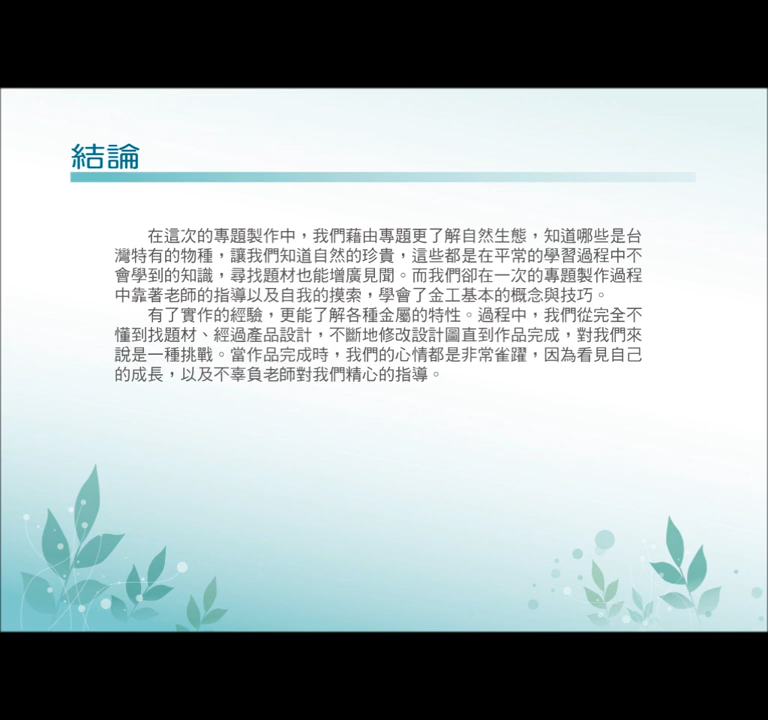 結論
在這次的專題製作中，我們藉由專題更了解自然生態，知道哪些是台
灣特有的物種，讓我們知道自然的珍貴，這些都是在平常的學習過程中不
會學到的知識，尋找題材也能增廣見聞。而我們卻在一次的專題製作過程
中靠著老師的指導以及自我的摸索，學會了金工基本的概念與技巧。
有了實作的經驗，更能了解各種金屬的特性。過程中，我們從完全不
懂到找題材、經過產品設計，不斷地修改設計圖直到作品完成，對我們來
說是一種挑戰。當作品完成時，我們的心情都是非常雀躍，因為看見自己
的成長，以及不辜負老師對我們精心的指導。